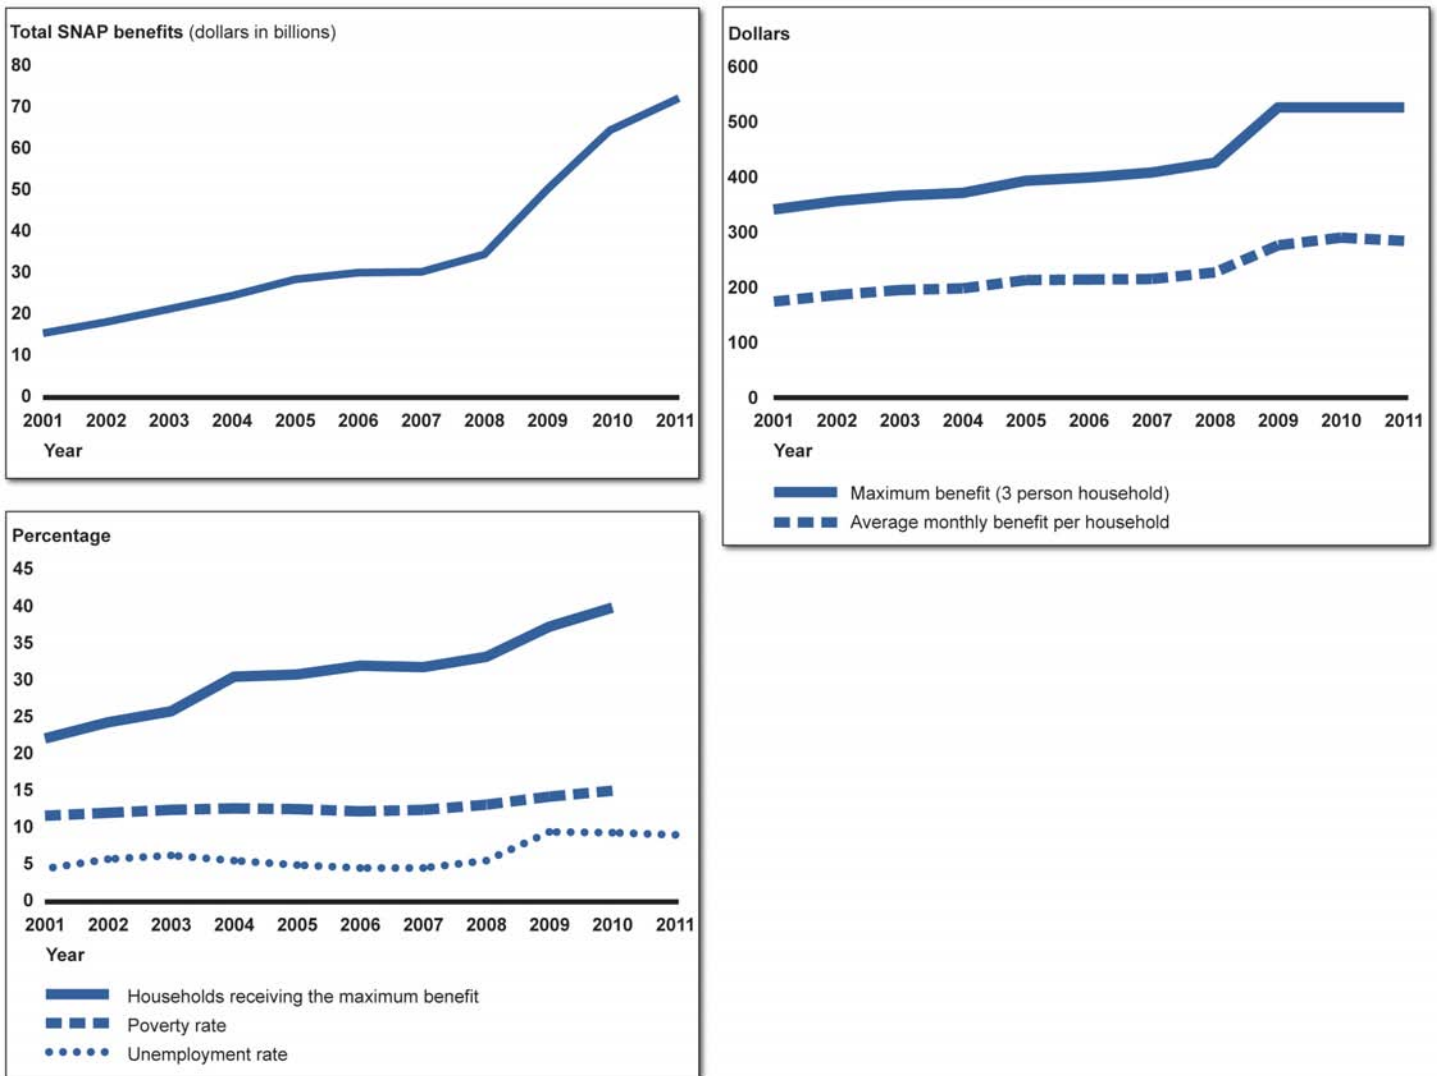 Total SNAP benefits (dollars in billions)
80
70
60
50
40
30
20
10
0
2001 2002 2003 2004 2005 2006 2007 2008 2009 2010 2011
Year
Dollars
600
500
400
300
200
100
0
2001 2002 2003 2004 2005 2006 2007 2008 2009 2010 2011
Year
Maximum benefit (3 person household)
Average monthly benefit per household
Percentage
45
40
35
30
25
20
15
10
5
0
2001 2002 2003 2004 2005 2006 2007 2008 2009 2010 2011
Year
Households receiving the maximum benefit
Poverty rate
Unemployment rate